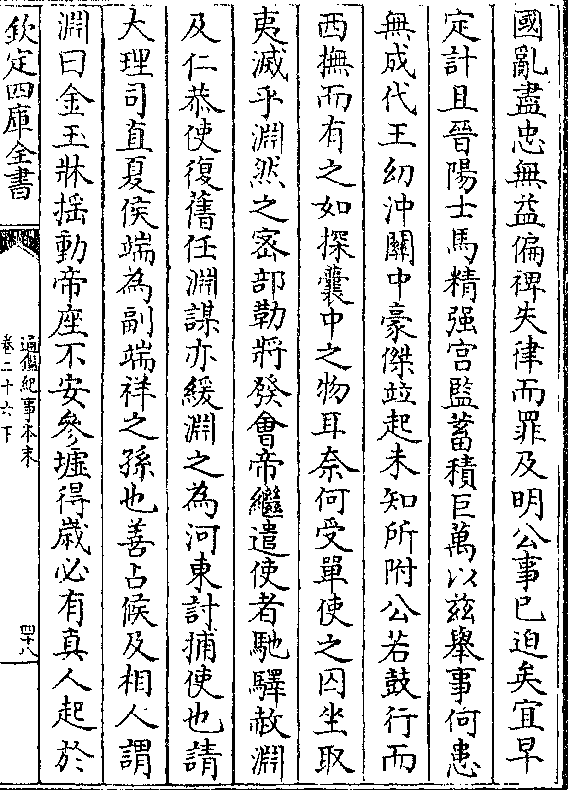 國亂盡忠無益偏禆失律而罪及明公事已迫矣宜早
定計且晉陽士馬精强宫監蓄積巨萬以兹舉事何患
無成代王幼沖關中豪傑竝起未知所附公若鼓行而
西撫而有之如探囊中之物耳奈何受單使之囚坐取
夷滅乎淵然之宻部勒將發㑹帝繼遣使者馳驛赦淵
及仁恭使復舊任淵謀亦緩淵之為河東討捕使也請
大理司直夏侯端為副端祥之孫也善占候及相人謂
淵曰金玉牀揺動帝座不安參墟得歲必有真人起於
欽定四庫全書
通鑑紀事本末
卷二十六下
四十八